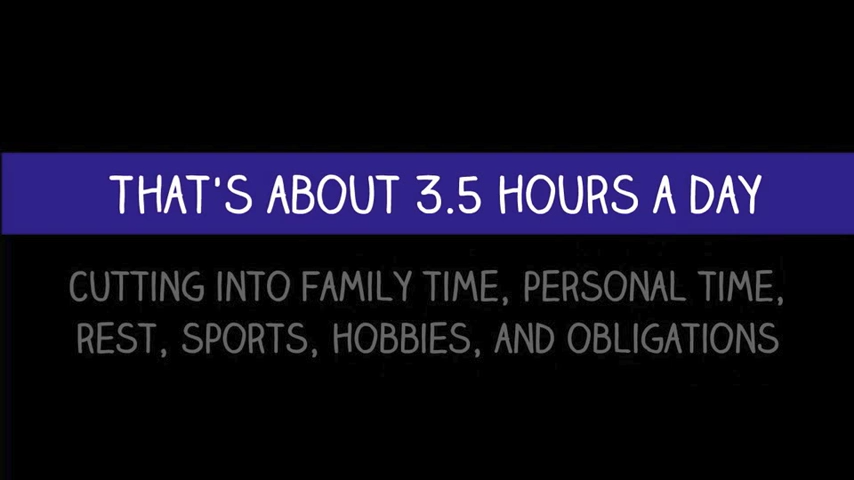 THAT'S ABOUT 3.5 HOURS A DAY
CUTTING INTO FAMILY TIME, PERSONAL TIME,
REST, SPORTS, HOBBIES, AND OBLIGATIONS